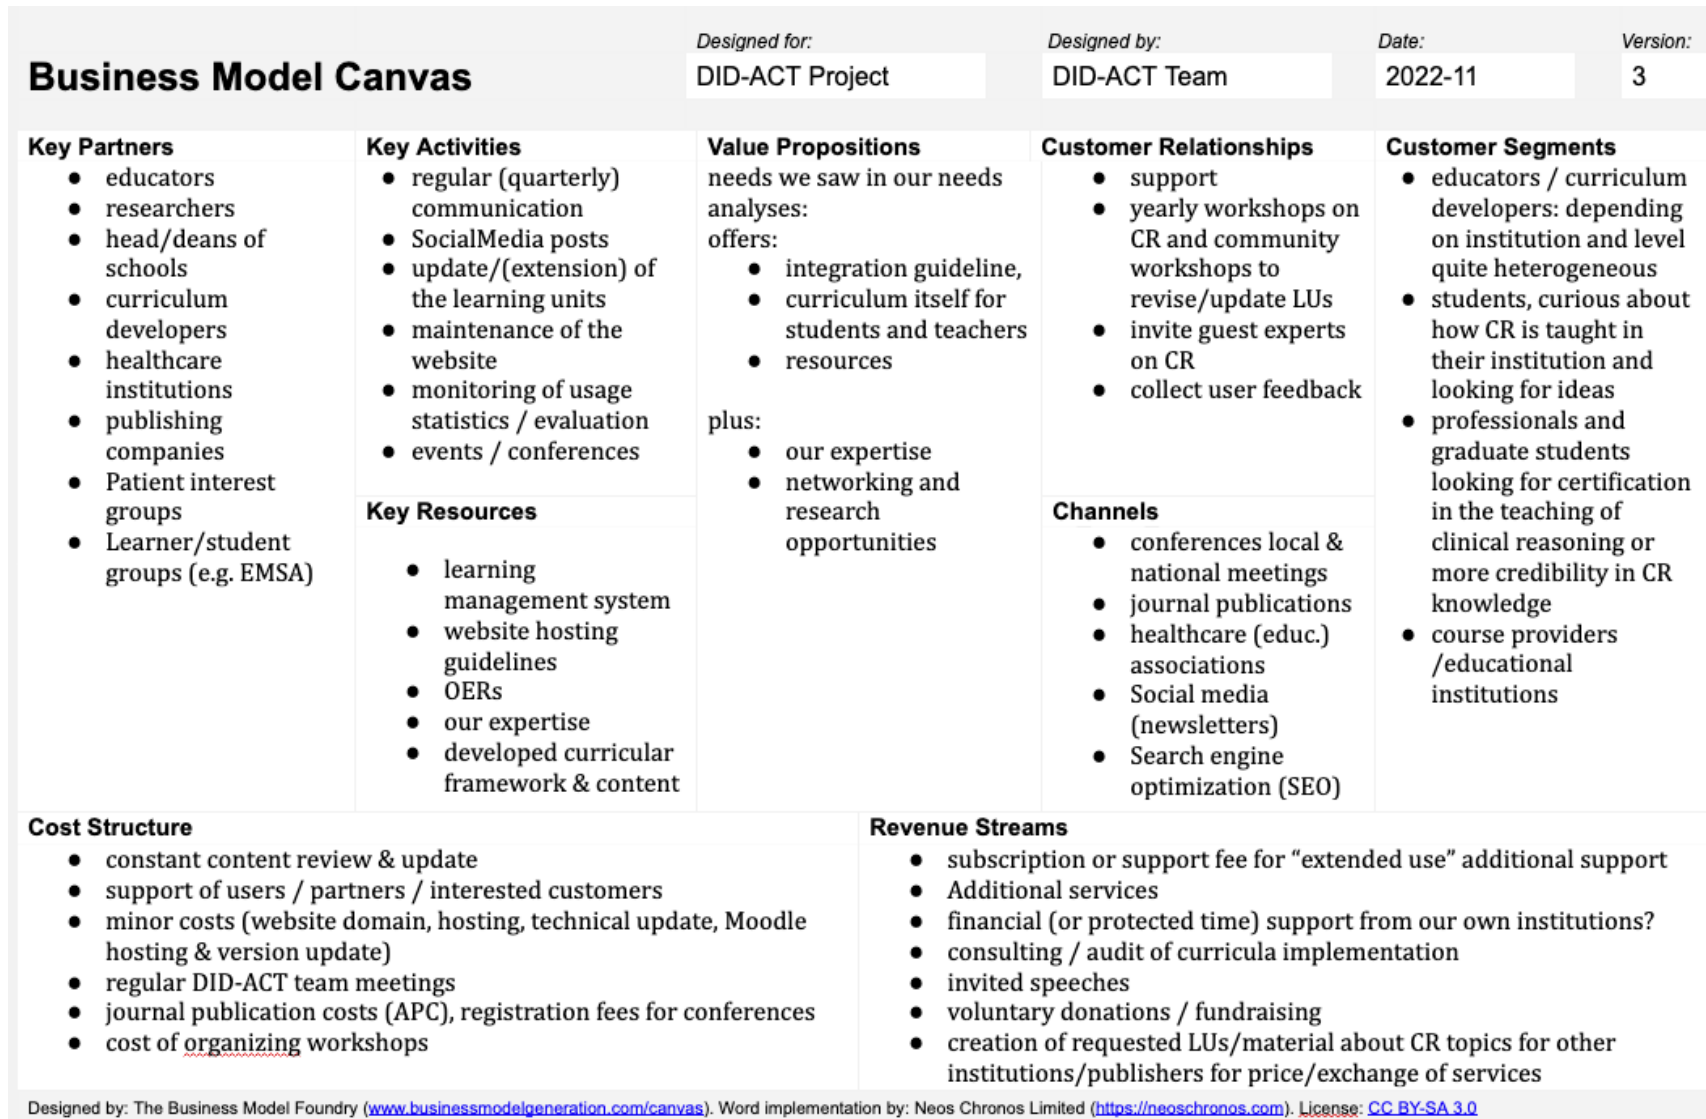 Business Model Canvas
Designed for:
DID-ACT Project
Designed by:
DID-ACT Team
Date:
2022-11
Version:
3
Key Partners
● educators
● researchers
● head/deans of
schools
● curriculum
developers
● healthcare
institutions
● publishing
companies
● Patient interest
groups
● Learner/student
groups (e.g. EMSA)
Key Activities
● regular (quarterly)
communication
● SocialMedia posts
● update/(extension) of
the learning units
● maintenance of the
website
● monitoring of usage
statistics / evaluation
● events / conferences
Key Resources
● learning
management system
● website hosting
guidelines
● OERs
● our expertise
● developed curricular
framework & content
Value Propositions
needs we saw in our needs
analyses:
offers:
● integration guideline,
● curriculum itself for
students and teachers
● resources
plus:
● our expertise
● networking and
research
opportunities
Customer Relationships
● support
● yearly workshops on
CR and community
workshops to
revise/update LUs
● invite guest experts
on CR
● collect user feedback
Channels
● conferences local &
national meetings
● journal publications
● healthcare (educ.)
associations
● Social media
(newsletters)
● Search engine
optimization (SEO)
Customer Segments
● educators / curriculum
developers: depending
on institution and level
quite heterogeneous
● students, curious about
how CR is taught in
their institution and
looking for ideas
● professionals and
graduate students
looking for certification
in the teaching of
clinical reasoning or
more credibility in CR
knowledge
● course providers
/educational
institutions
Cost Structure
● constant content review & update
● support of users / partners / interested customers
● minor costs (website domain, hosting, technical update, Moodle
hosting & version update)
● regular DID-ACT team meetings
● journal publication costs (APC), registration fees for conferences
● cost of organizing workshops
Revenue Streams
● subscription or support fee for “extended use” additional support
● Additional services
● financial (or protected time) support from our own institutions?
● consulting / audit of curricula implementation
● invited speeches
● voluntary donations / fundraising
● creation of requested LUs/material about CR topics for other
institutions/publishers for price/exchange of services
Designed by: The Business Model Foundry (www.businessmodelgeneration.com/canvas). Word implementation by: Neos Chronos Limited (https://neoschronos.com). License: CC BY-SA 3.0